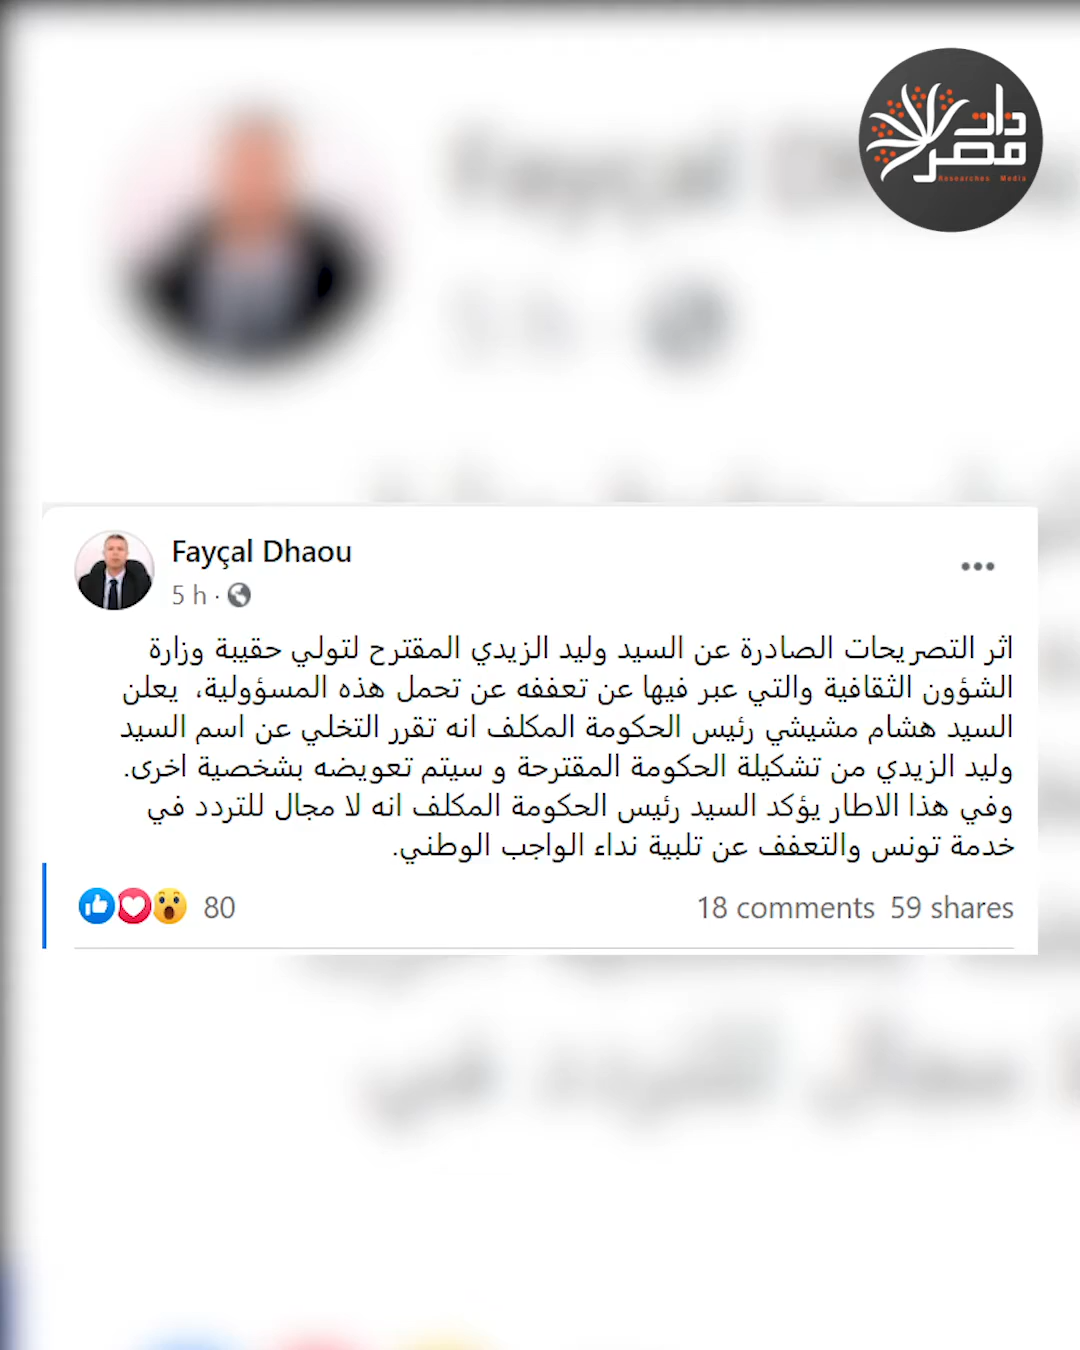 ذات
مصر
Researches Media
Fayçal Dhaou
5 h ·
اثر التصريحات الصادرة عن السيد وليد الزيدي المقترح لتولي حقيبة وزارة
الشؤون الثقافية والتي عبر فيها عن تعففه عن تحمل هذه المسؤولية، يعلن
السيد هشام مشيشي رئيس الحكومة المكلف انه تقرر التخلي عن اسم السيد
وليد الزيدي من تشكيلة الحكومة المقترحة و سيتم تعويضه بشخصية اخرى.
وفي هذا الاطار يؤكد السيد رئيس الحكومة المكلف انه لا مجال للتردد في
خدمة تونس والتعفف عن تلبية نداء الواجب الوطني.
80
18 comments 59 shares